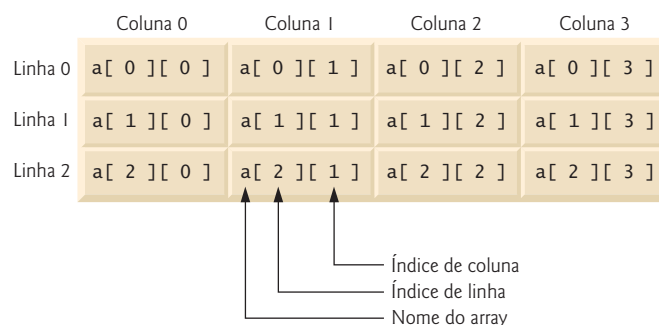 Coluna 0 Coluna 1 Coluna 2 Coluna 3
Linha 0 a[ 0 ][ 0 ] a[ 0 ][ 1 ] a[ 0 ][ 2 ] a[ 0 ][ 3 ]
Linha 1 a[ 1 ][ 0 ] a[ 1 ][ 1 ] a[ 1 ][ 2 ] a[ 1 ][ 3 ]
Linha 2 a[ 2 ][ 0 ] a[ 2 ][ 1 ] a[ 2 ][ 2 ] a[ 2 ][ 3 ]
Índice de coluna
Índice de linha
Nome do array